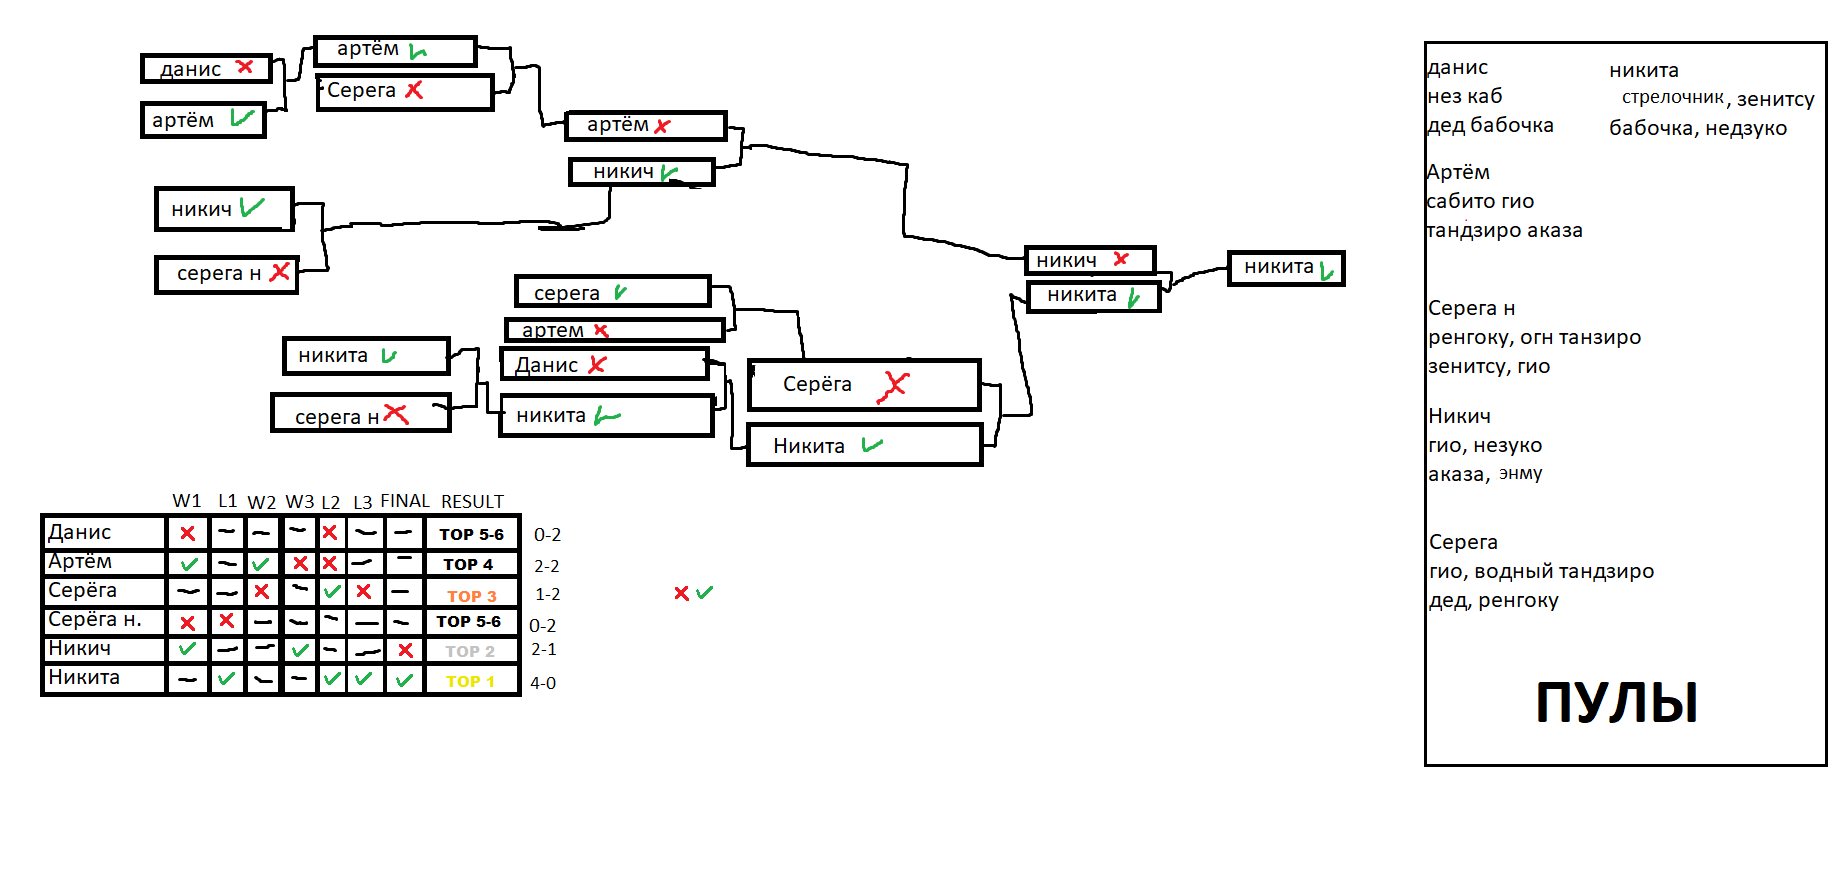 данис
артём
артём
Серега
артём
никич
никич
серега н
серега
артем
никита
серега н
Данис
никита
Серёга
Никита
никич
никита
никита
W1 L1 W2 W3 L2 L3 FINAL RESULT
Данис TOP 5-6 0-2
Артём TOP 4 2-2
Серёга TOP 3 1-2
Серёга н. TOP 5-6 0-2
Никич TOP 2 2-1
Никита TOP 1 4-0
данис
нез каб
дед бабочка
никита
стрелочник, зенитсу
бабочка, недзуко
Артём
сабито гио
тандзиро аказа
Серега н
ренгоку, огн танзиро
зенитсу, гио
Никич
гио, незуко
аказа, энму
Серега
гио, водный тандзиро
дед, ренгоку
ПУЛЫ